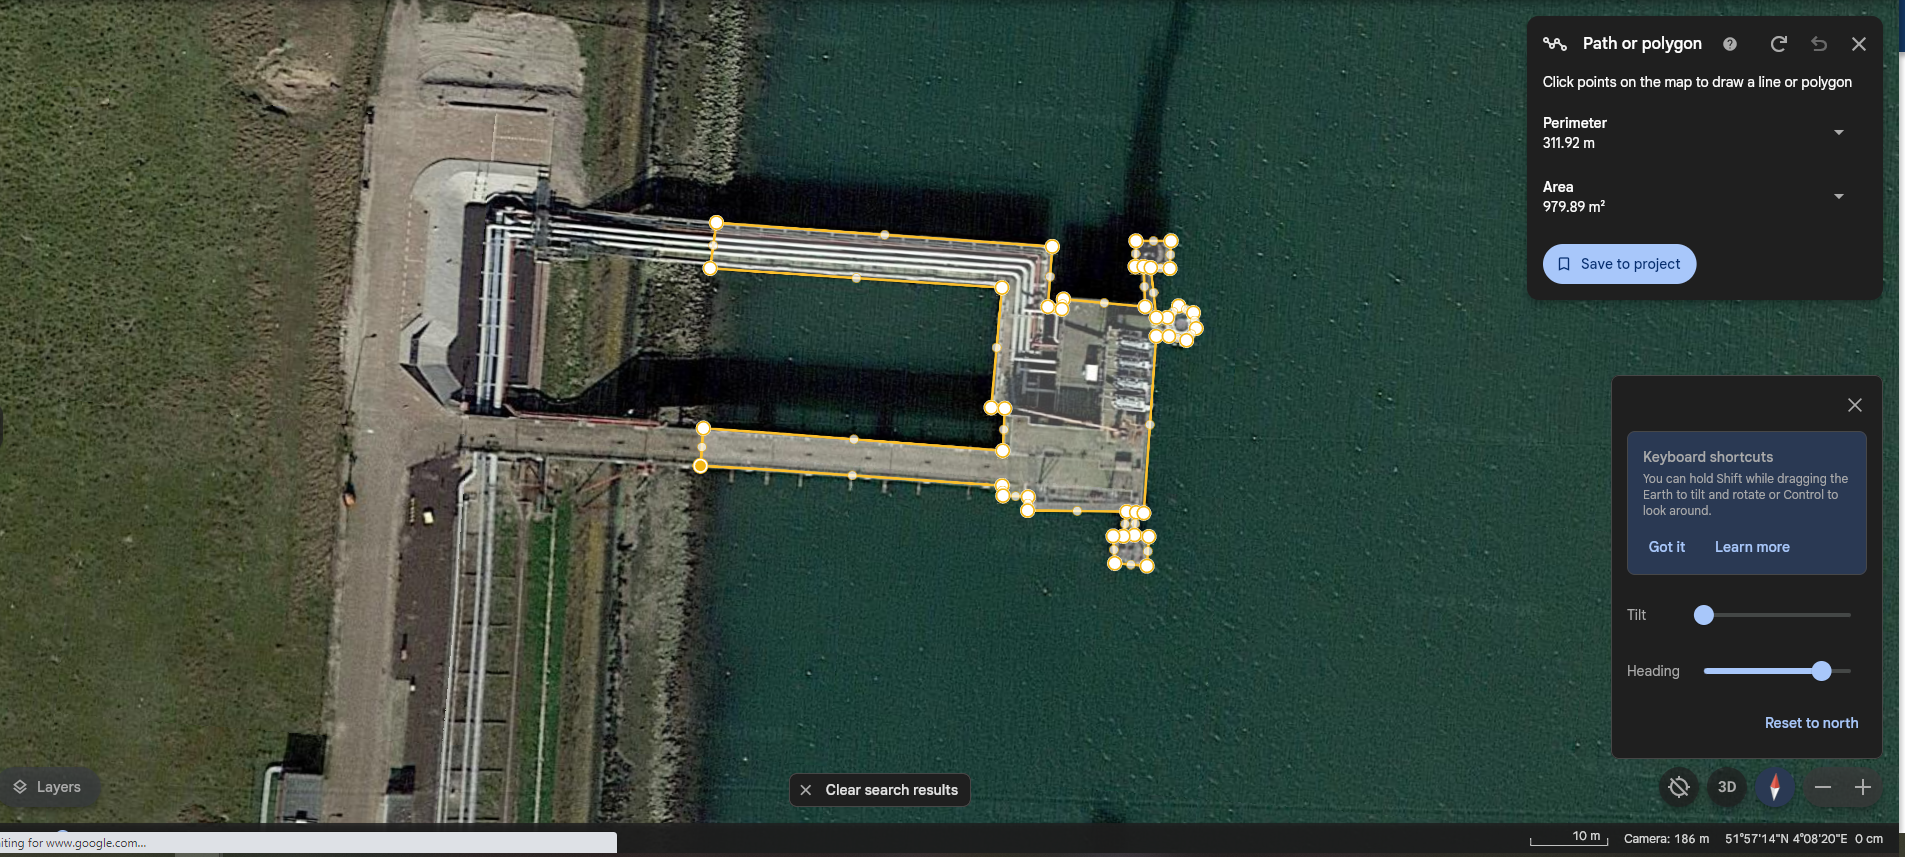 Path or polygon
Click points on the map to draw a line or polygon
Perimeter
311.92 m
Area
979.89 m²
Save to project
Keyboard shortcuts
You can hold Shift while dragging the
Earth to tilt and rotate or Control to
look around.
Got it
Learn more
Tilt
Heading
Reset to north
Layers
Clear search results
3D
iting for www.google.com...
10 m
Camera: 186 m
51°57'14"N 4°08'20"E
0 cm